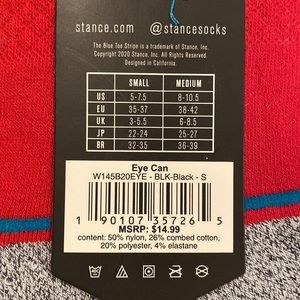 stance.com @stancesocks
The Blue Toe Stripe is a trademark of Stance, Inc.
Copyright 2020 Stance, Inc. All rights reserved.
Designed in California.
SMALL MEDIUM
US 5-7.5 8-10.5
EU 35-37 38-42
UK 3-5.5 6-8.5
JP 22-24 25-27
BR 32-35 36-39
Eye Can
W145B20EYE - BLK-Black - S
1 90107 35726 5
MSRP: $14.99
content: 50% nylon, 26% combed cotton,
20% polyester, 4% elastane